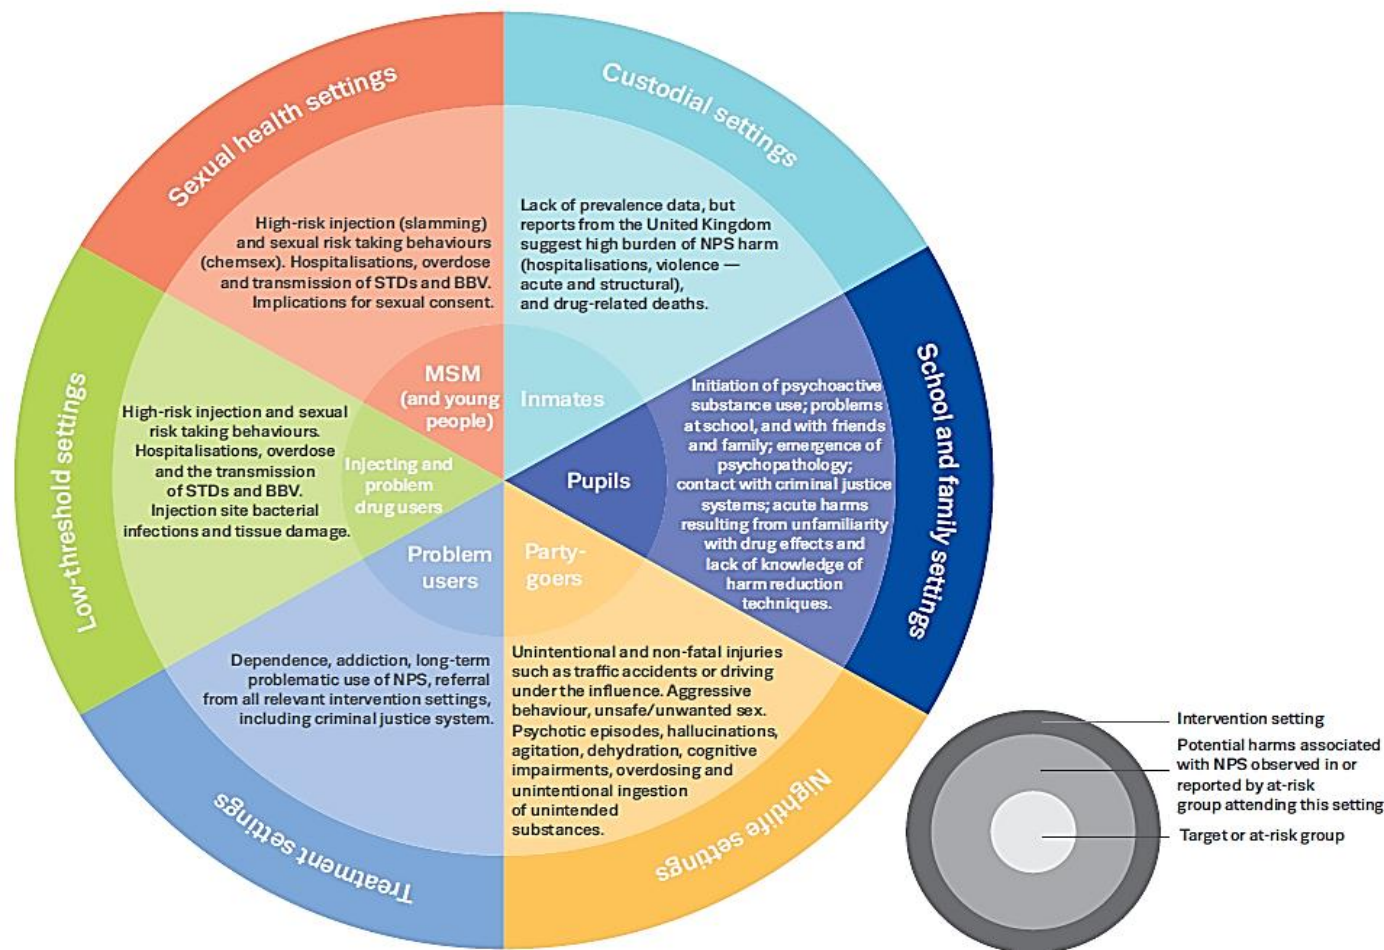 Sexual health settings
High-risk injection (slamming)
and sexual risk taking behaviours
(chemsex). Hospitalisations, overdose
and transmission of STDs and BBV.
Implications for sexual consent.
MSM
(and young
people)
Custodial settings
Lack of prevalence data, but
reports from the United Kingdom
suggest high burden of NPS harm
(hospitalisations, violence —
acute and structural),
and drug-related deaths.
Inmates
School and family settings
Initiation of psychoactive
substance use; problems
at school, and with friends
and family; emergence of
psychopathology;
contact with criminal justice
systems; acute harms
resulting from unfamiliarity
with drug effects and
lack of knowledge of
harm reduction
techniques.
Pupils
Nightlife settings
Unintentional and non-fatal injuries
such as traffic accidents or driving
under the influence. Aggressive
behaviour, unsafe/unwanted sex.
Psychotic episodes, hallucinations,
agitation, dehydration, cognitive
impairments, overdosing and
unintentional ingestion
of unintended
substances.
Party-
goers
Treatment settings
Dependence, addiction, long-term
problematic use of NPS, referral
from all relevant intervention settings,
including criminal justice system.
Problem
users
Low-threshold settings
High-risk injection and sexual
risk taking behaviours.
Hospitalisations, overdose
and the transmission
of STDs and BBV.
Injection site bacterial
infections and tissue damage.
Injecting and
problem
drug users
Intervention setting
Potential harms associated
with NPS observed in or
reported by at-risk
group attending this setting
Target or at-risk group